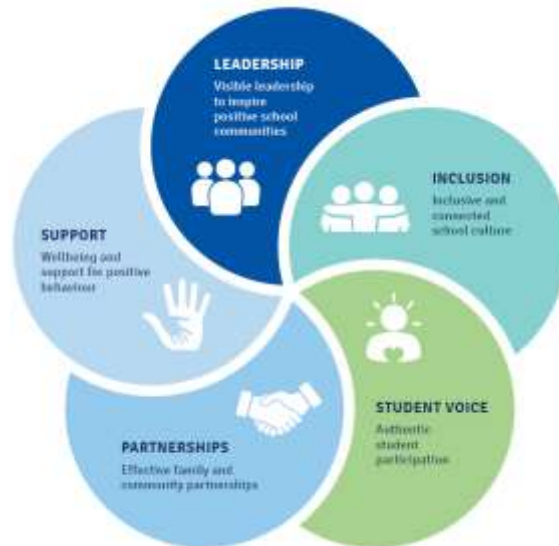 LEADERSHIP
Visible leadership
to inspire
positive school
communities
INCLUSION
Inclusive and
connected
school culture
STUDENT VOICE
Authentic
student
participation
PARTNERSHIPS
Effective family and
community partnerships
SUPPORT
Wellbeing and
support for positive
behaviour